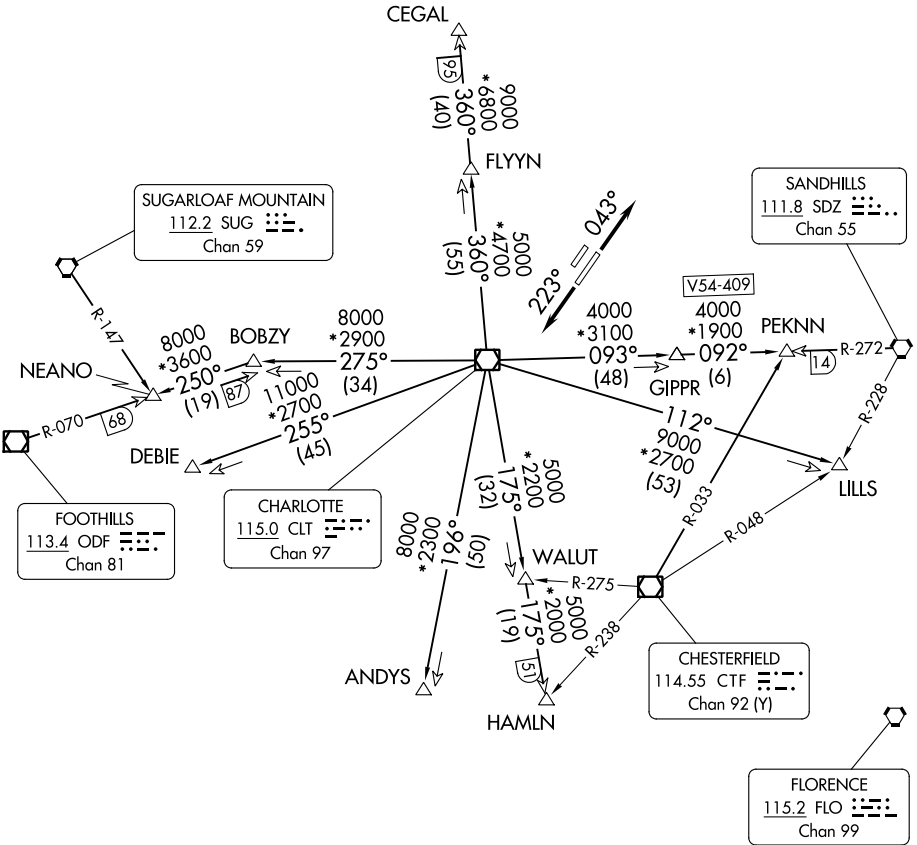 CEGAL
95
9000
*6800
360°
(40)
FLYYN
5000
*4700
360°
(55)
SUGARLOAF MOUNTAIN
112.2 SUG
Chan 59
SANDHILLS
111.8 SDZ
Chan 55
043°
223°
R-147
NEANO
8000
*3600
250°
(19)
87
BOBZY
8000
*2900
275°
(34)
4000
*3100
093°
(48)
GIPPR
V54-409
4000
*1900
092°
(6)
PEKNN
14
R-272
R-228
R-070
68
DEBIE
11000
*2700
255°
(45)
112°
9000
*2700
(53)
LILLS
FOOTHILLS
113.4 ODF
Chan 81
CHARLOTTE
115.0 CLT
Chan 97
8000
*2300
196°
(50)
5000
*2200
175°
(32)
R-033
R-048
WALUT
R-275
5000
*2000
175°
(19)
51
R-238
ANDYS
HAMLN
CHESTERFIELD
114.55 CTF
Chan 92 (Y)
FLORENCE
115.2 FLO
Chan 99